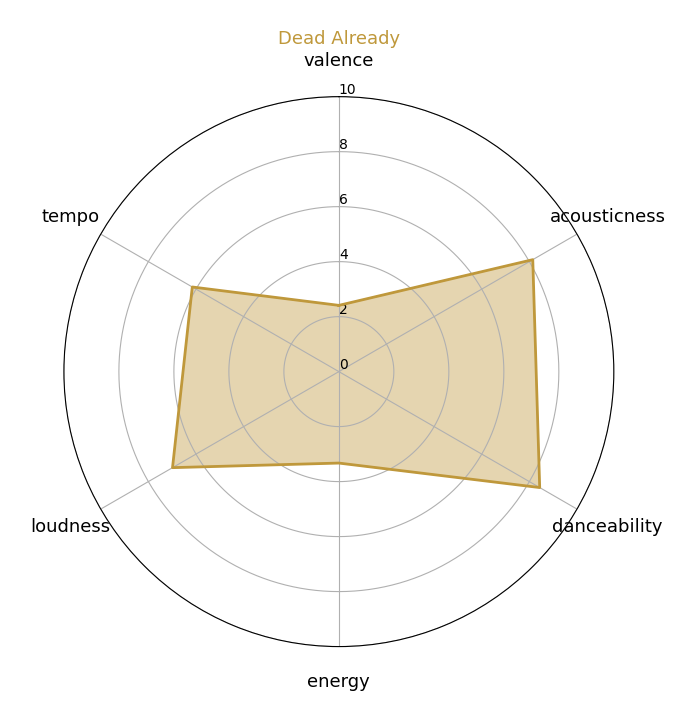 Dead Already
valence
10
8
6
4
2
0
tempo
acousticness
loudness
danceability
energy